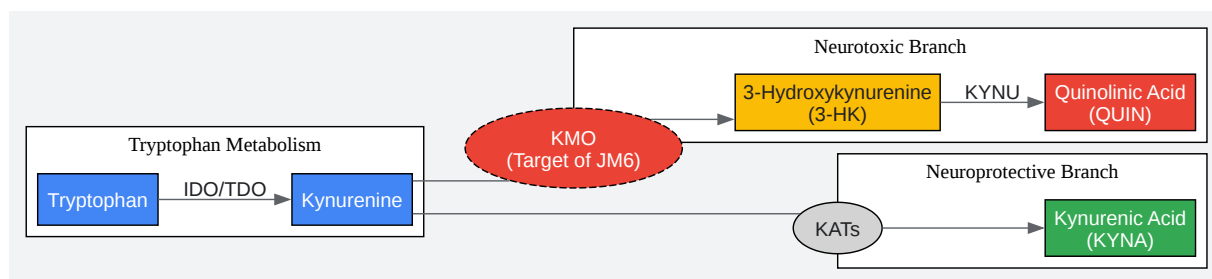 Neurotoxic Branch
3-Hydroxykynurenine
(3-HK)
KYNU
Quinolinic Acid
(QUIN)
KMO
(Target of JM6)
Tryptophan Metabolism
Tryptophan
IDO/TDO
Kynurenine
Neuroprotective Branch
KATs
Kynurenic Acid
(KYNA)